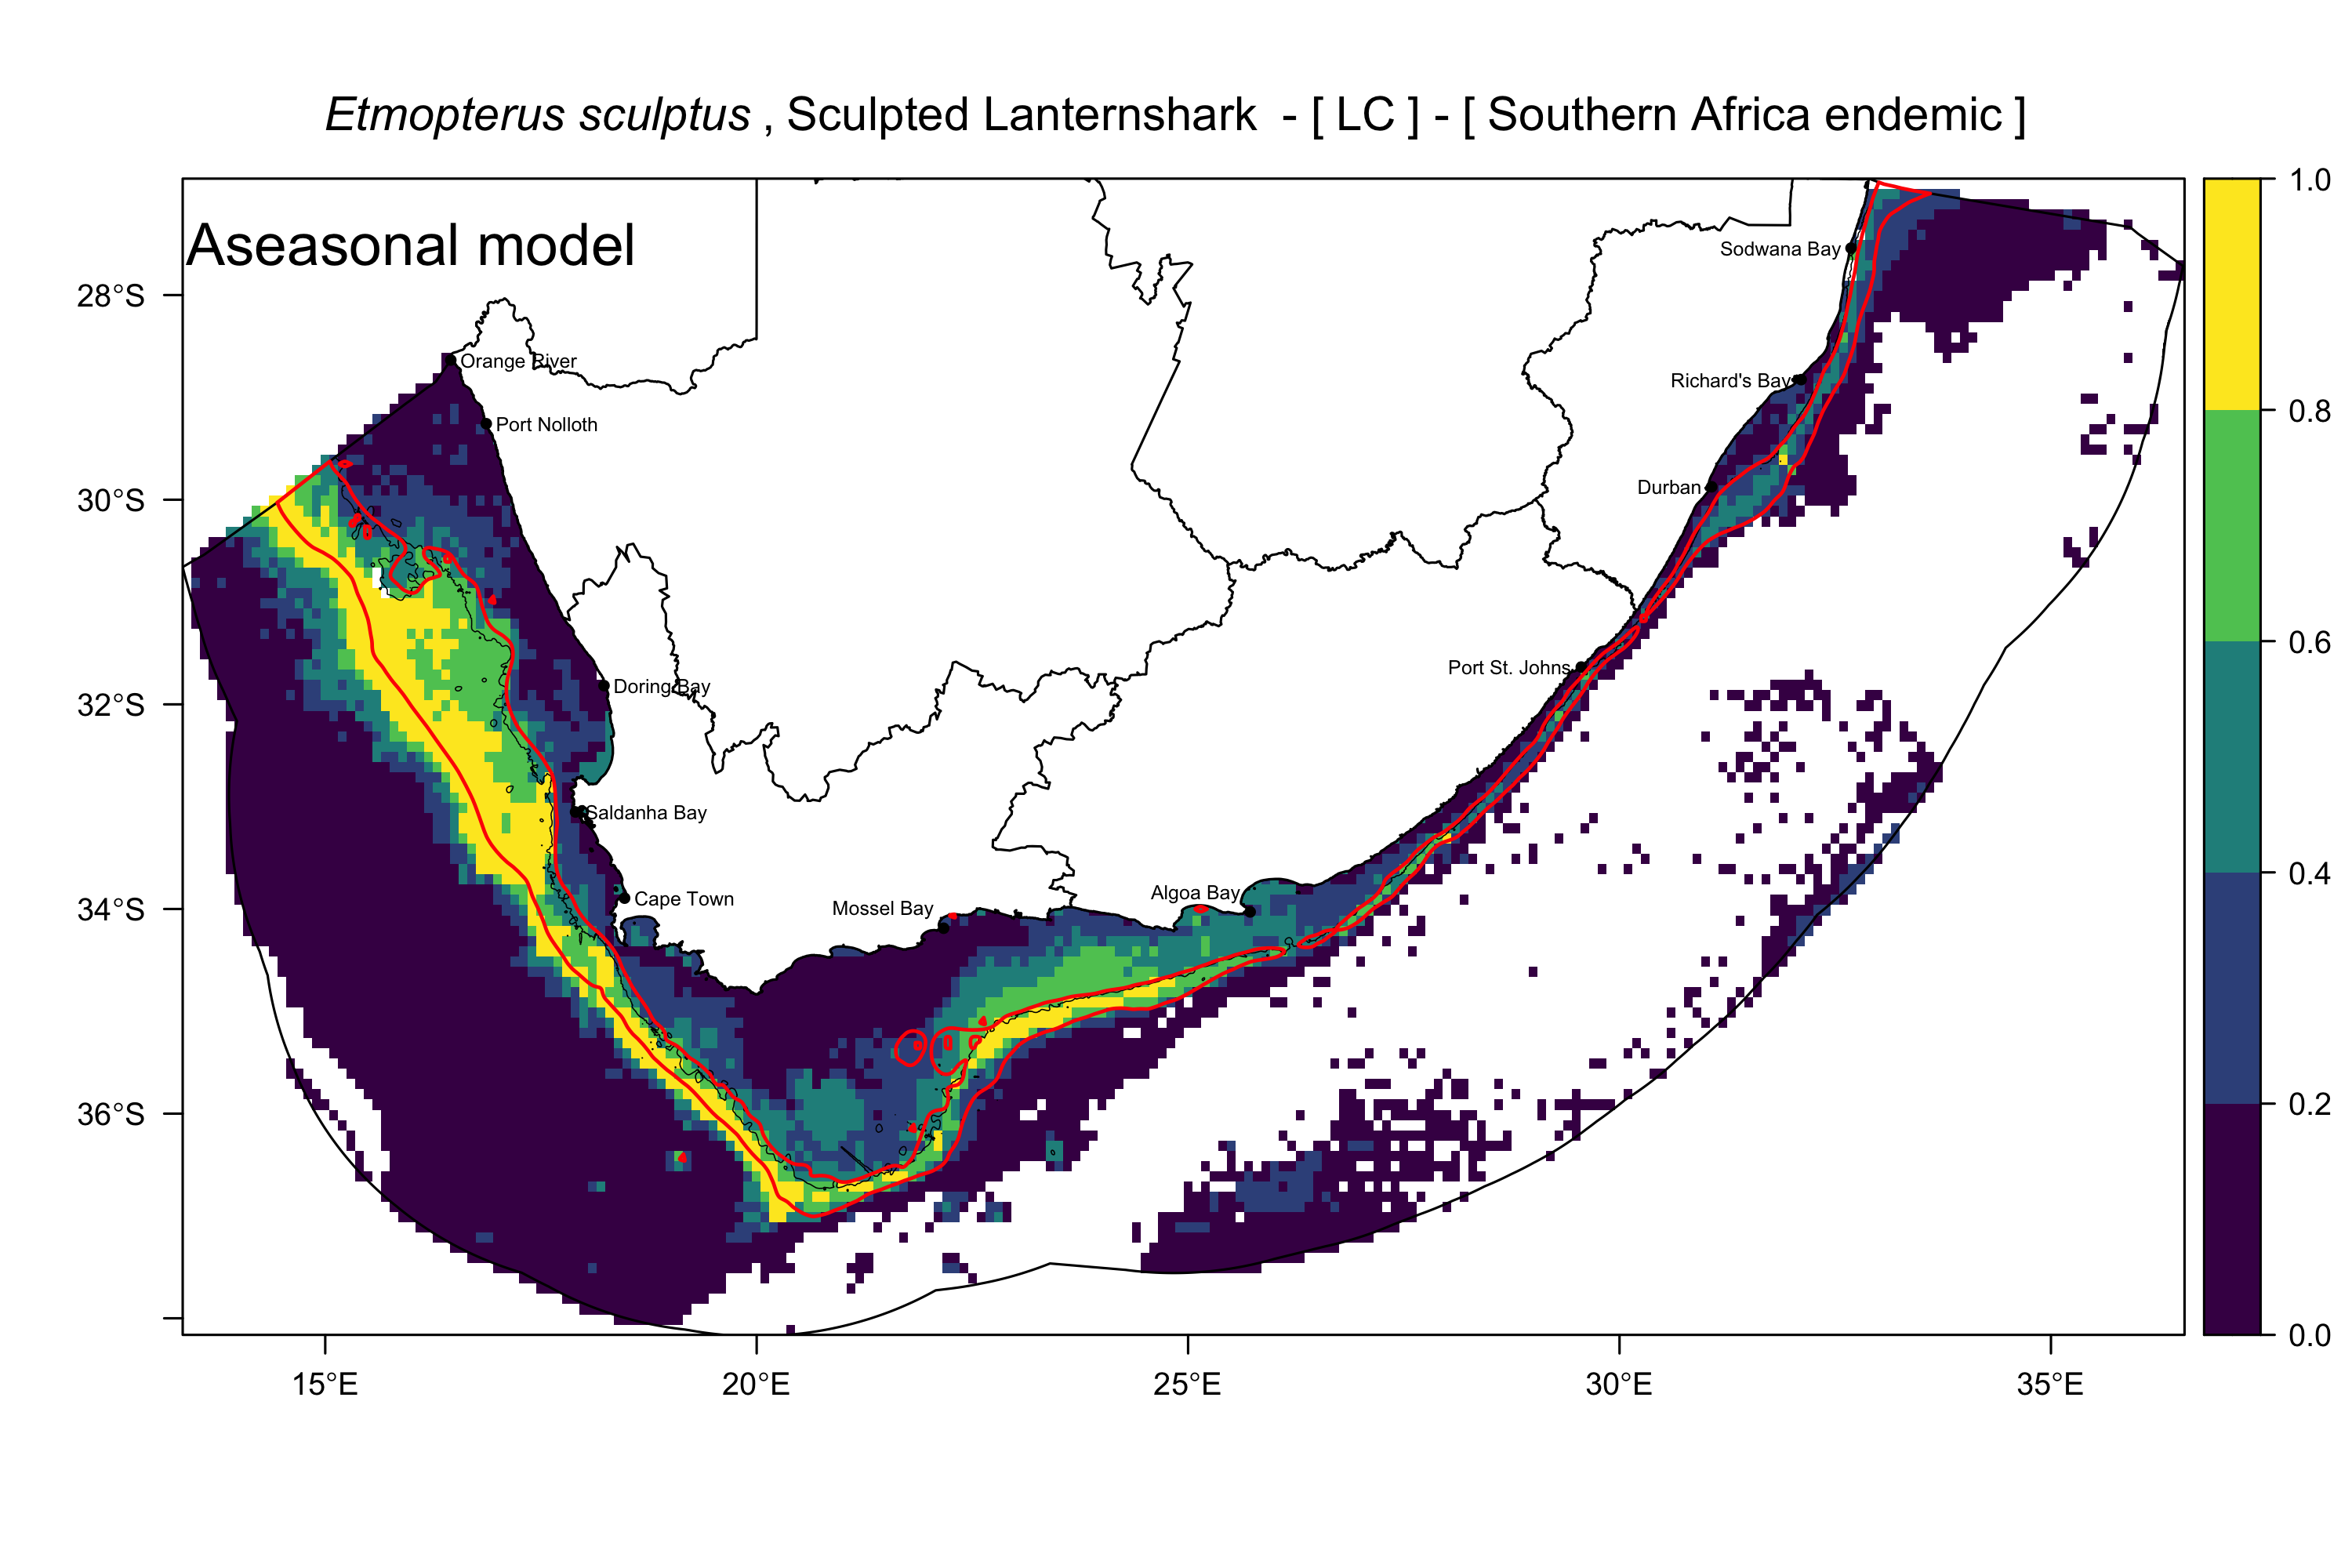 Etmopterus sculptus , Sculpted Lanternshark - [ LC ] - [ Southern Africa endemic ]
Aseasonal model
1.0
0.8
0.6
0.4
0.2
0.0
28°S
30°S
32°S
34°S
36°S
15°E
20°E
25°E
30°E
35°E
Sodwana Bay
Orange River
Richard's Bay
Port Nolloth
Durban
Port St. Johns
Doring Bay
Saldanha Bay
Algoa Bay
Cape Town
Mossel Bay